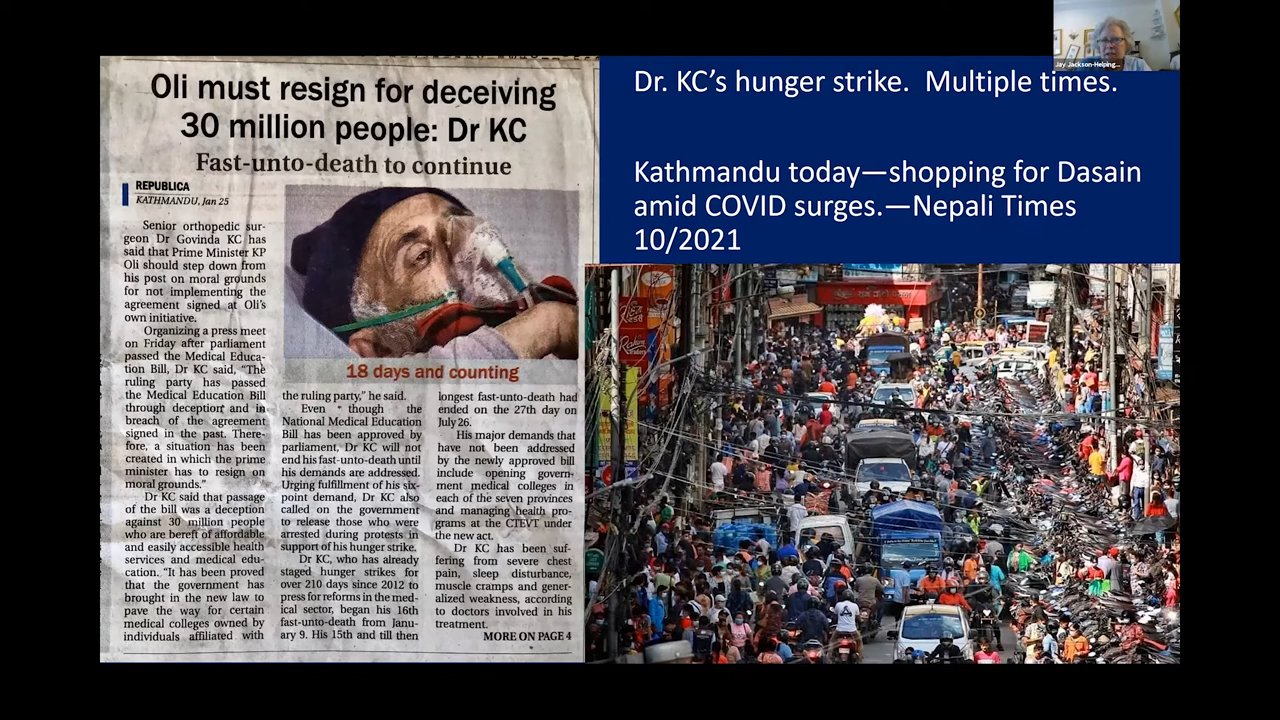 Jay Jackson-Helping...
Oli must resign for deceiving
30 million people: Dr KC
Fast-unto-death to continue
REPUBLICA
KATHMANDU, Jan 25
Senior orthopedic sur-
geon Dr Govinda KC has
said that Prime Minister KP
Oli should step down from
his post on moral grounds
for not implementing the
agreement signed at Oli's
own initiative.
Organizing a press meet
on Friday after parliament
passed the Medical Educa-
tion Bill, Dr KC said, "The
ruling party has passed
the Medical Education Bill
through deception and in
breach of the agreement
signed in the past. There-
fore, a situation has been
created in which the prime
minister has to resign on
moral grounds."
Dr KC said that passage
of the bill was a deception
against 30 million people
who are bereft of affordable
and easily accessible health
services and medical edu-
cation. "It has been proved
that the government has
brought in the new law to
pave the way for certain
medical colleges owned by
individuals affiliated with
18 days and counting
the ruling party," he said.
Even though the
National Medical Education
Bill has been approved by
parliament, Dr KC will not
end his fast-unto-death until
his demands are addressed.
Urging fulfillment of his six-
point demand, Dr KC also
called on the government
to release those who were
arrested during protests in
support of his hunger strike.
Dr KC, who has already
staged hunger strikes for
over 210 days since 2012 to
press for reforms in the med-
ical sector, began his 16th
fast-unto-death from Janu-
ary 9. His 15th and till then
longest fast-unto-death had
ended on the 27th day on
July 26.
His major demands that
have not been addressed
by the newly approved bill
include opening govern-
ment medical colleges in
each of the seven provinces
and managing health pro-
grams at the CTEVT under
the new act.
Dr KC has been suf-
fering from severe chest
pain, sleep disturbance,
muscle cramps and gener-
alized weakness, according
to doctors involved in his
treatment.
MORE ON PAGE 4
Dr. KC's hunger strike.  Multiple times.
Kathmandu today—shopping for Dasain
amid COVID surges.—Nepali Times
10/2021